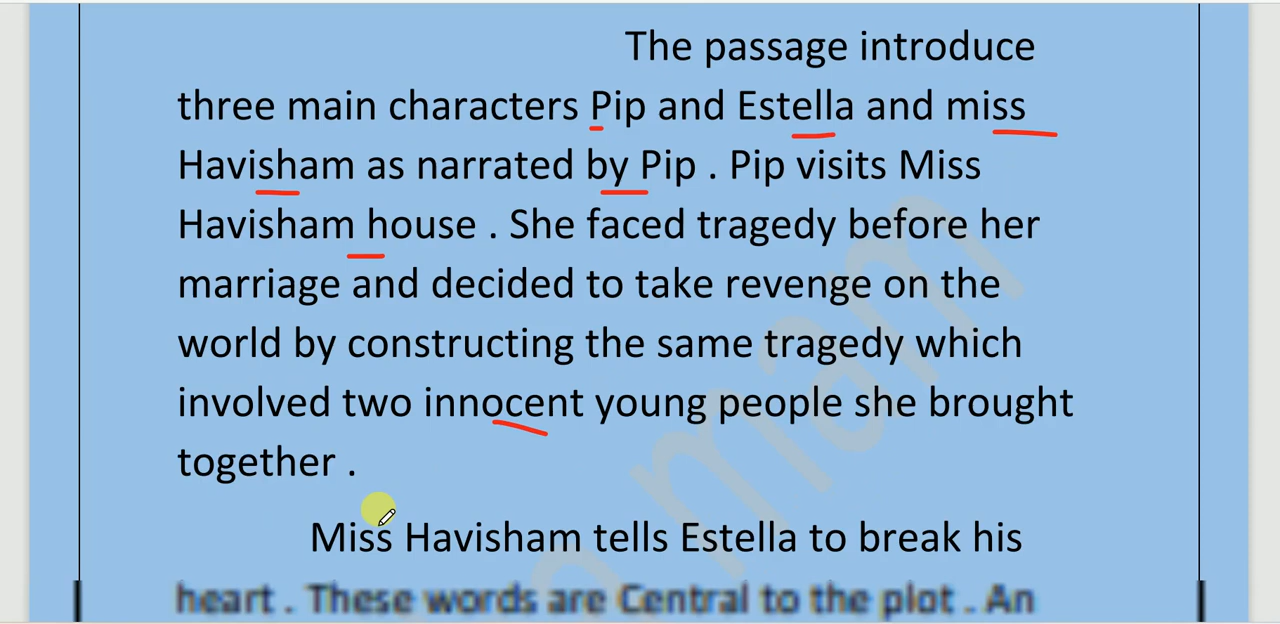 The passage introduce
three main characters Pip and Estella and miss
Havisham as narrated by Pip . Pip visits Miss
Havisham house . She faced tragedy before her
marriage and decided to take revenge on the
world by constructing the same tragedy which
involved two innocent young people she brought
together .
Miss Havisham tells Estella to break his
heart . These words are Central to the plot . An